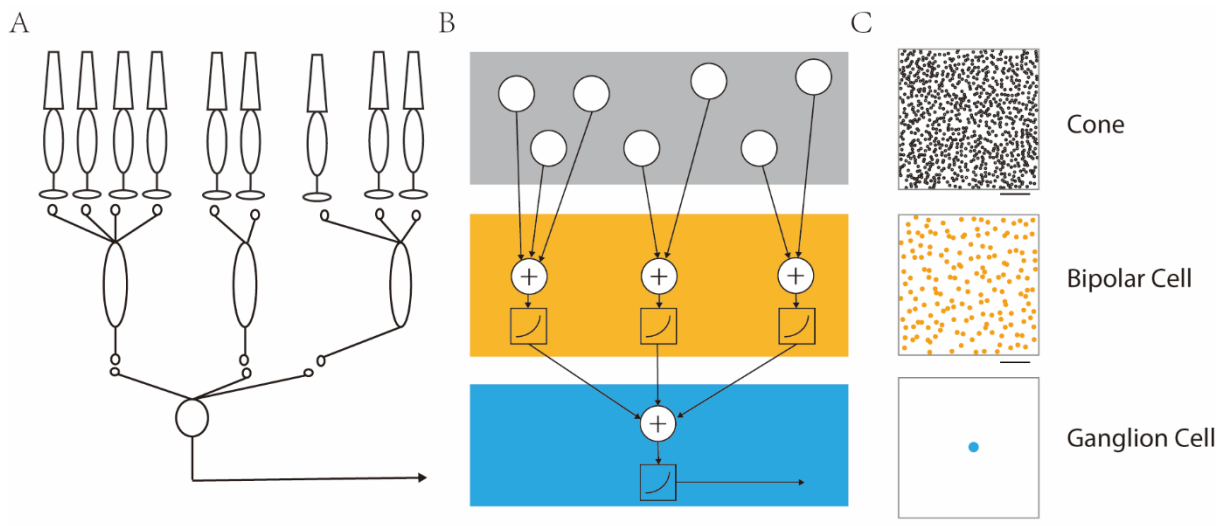 A
B
C
Cone
Bipolar Cell
Ganglion Cell
+
+
+
+